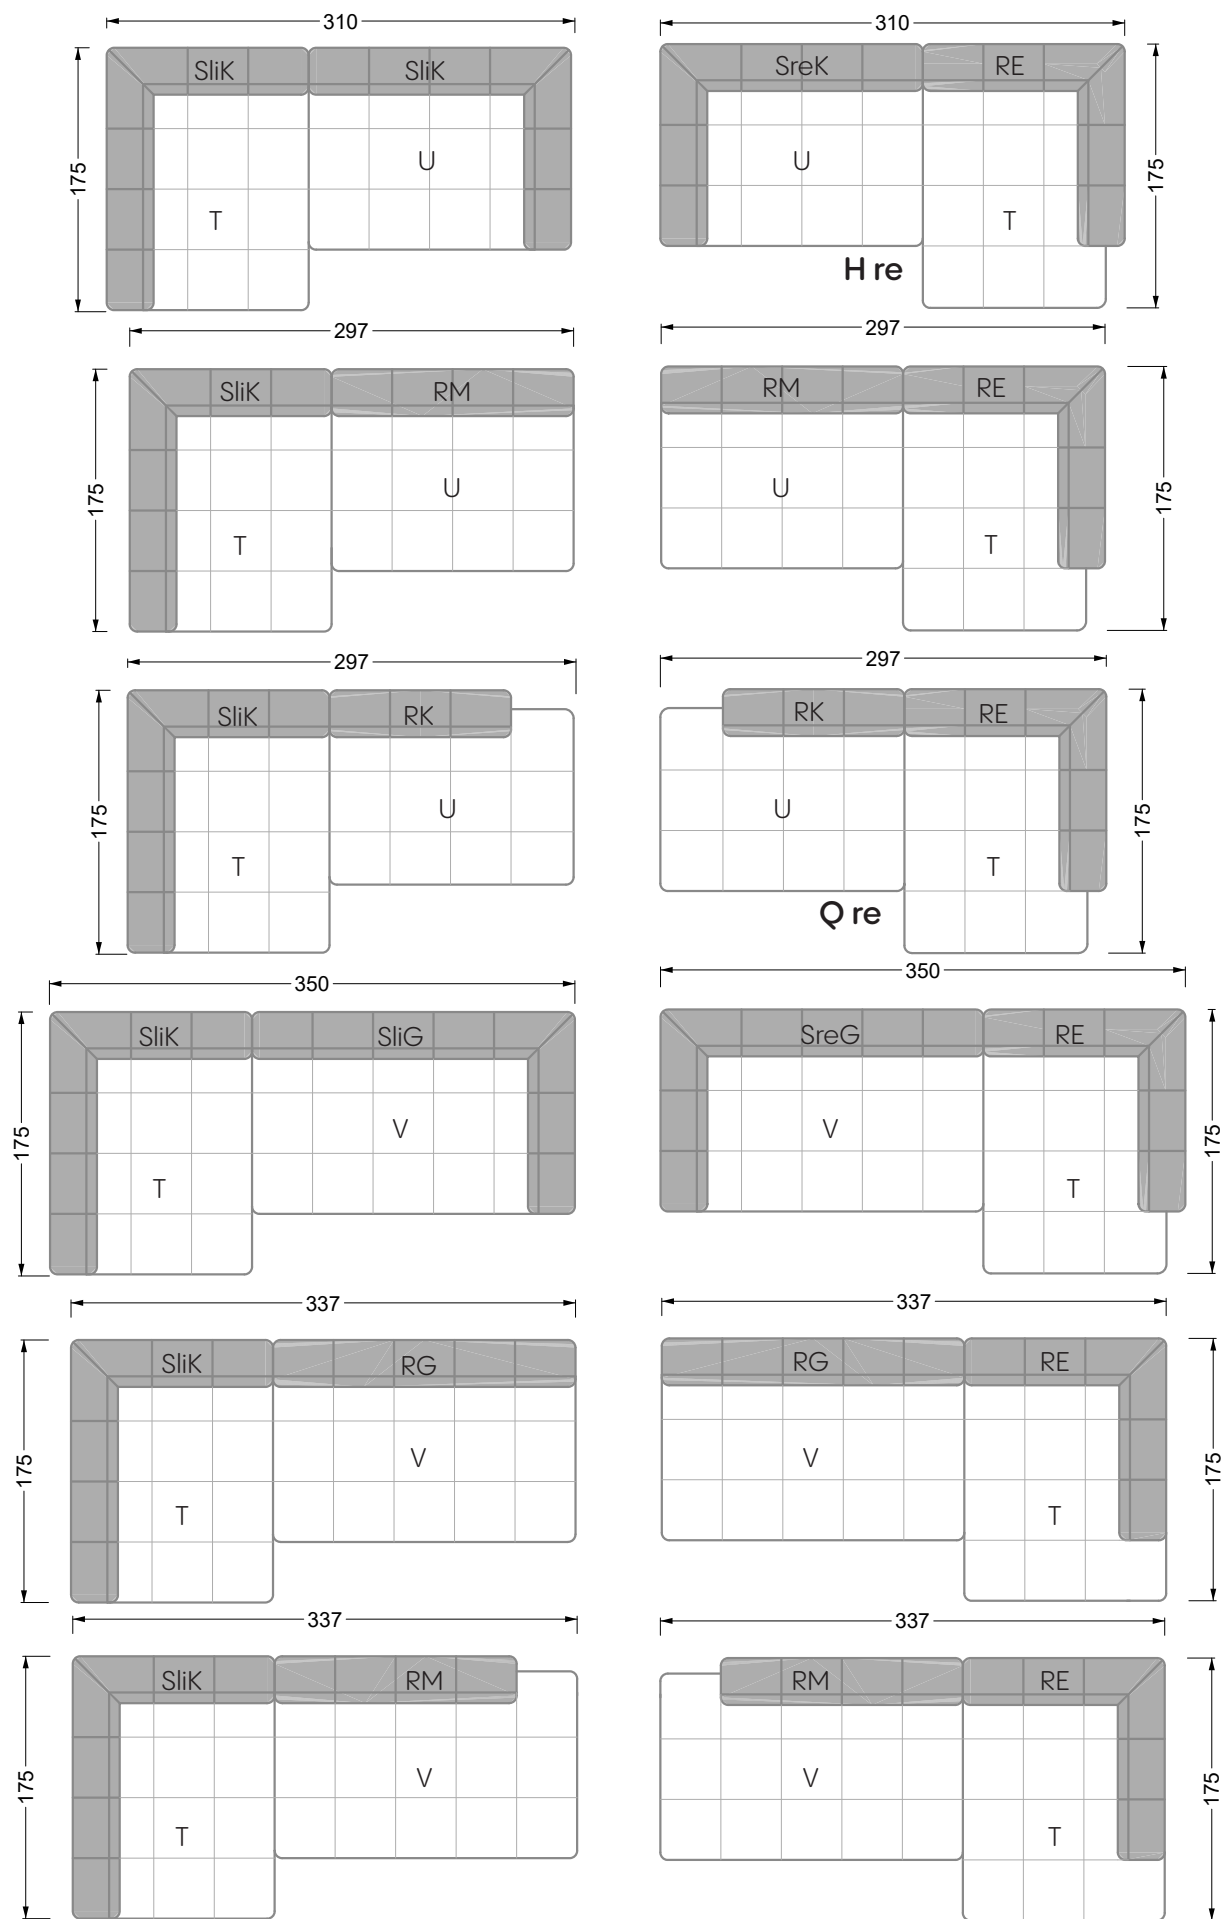 310
310
SliK
SliK
SreK
RE
175
U
U
175
T
T
H re
297
297
SliK
RM
RM
RE
175
U
U
175
T
T
297
297
SliK
RK
RK
RE
175
U
U
175
T
T
Q re
350
350
SliK
SliG
SreG
RE
175
V
V
175
T
T
337
337
SliK
RG
RG
RE
175
V
V
175
T
T
337
337
SliK
RM
RM
RE
175
V
V
175
T
T